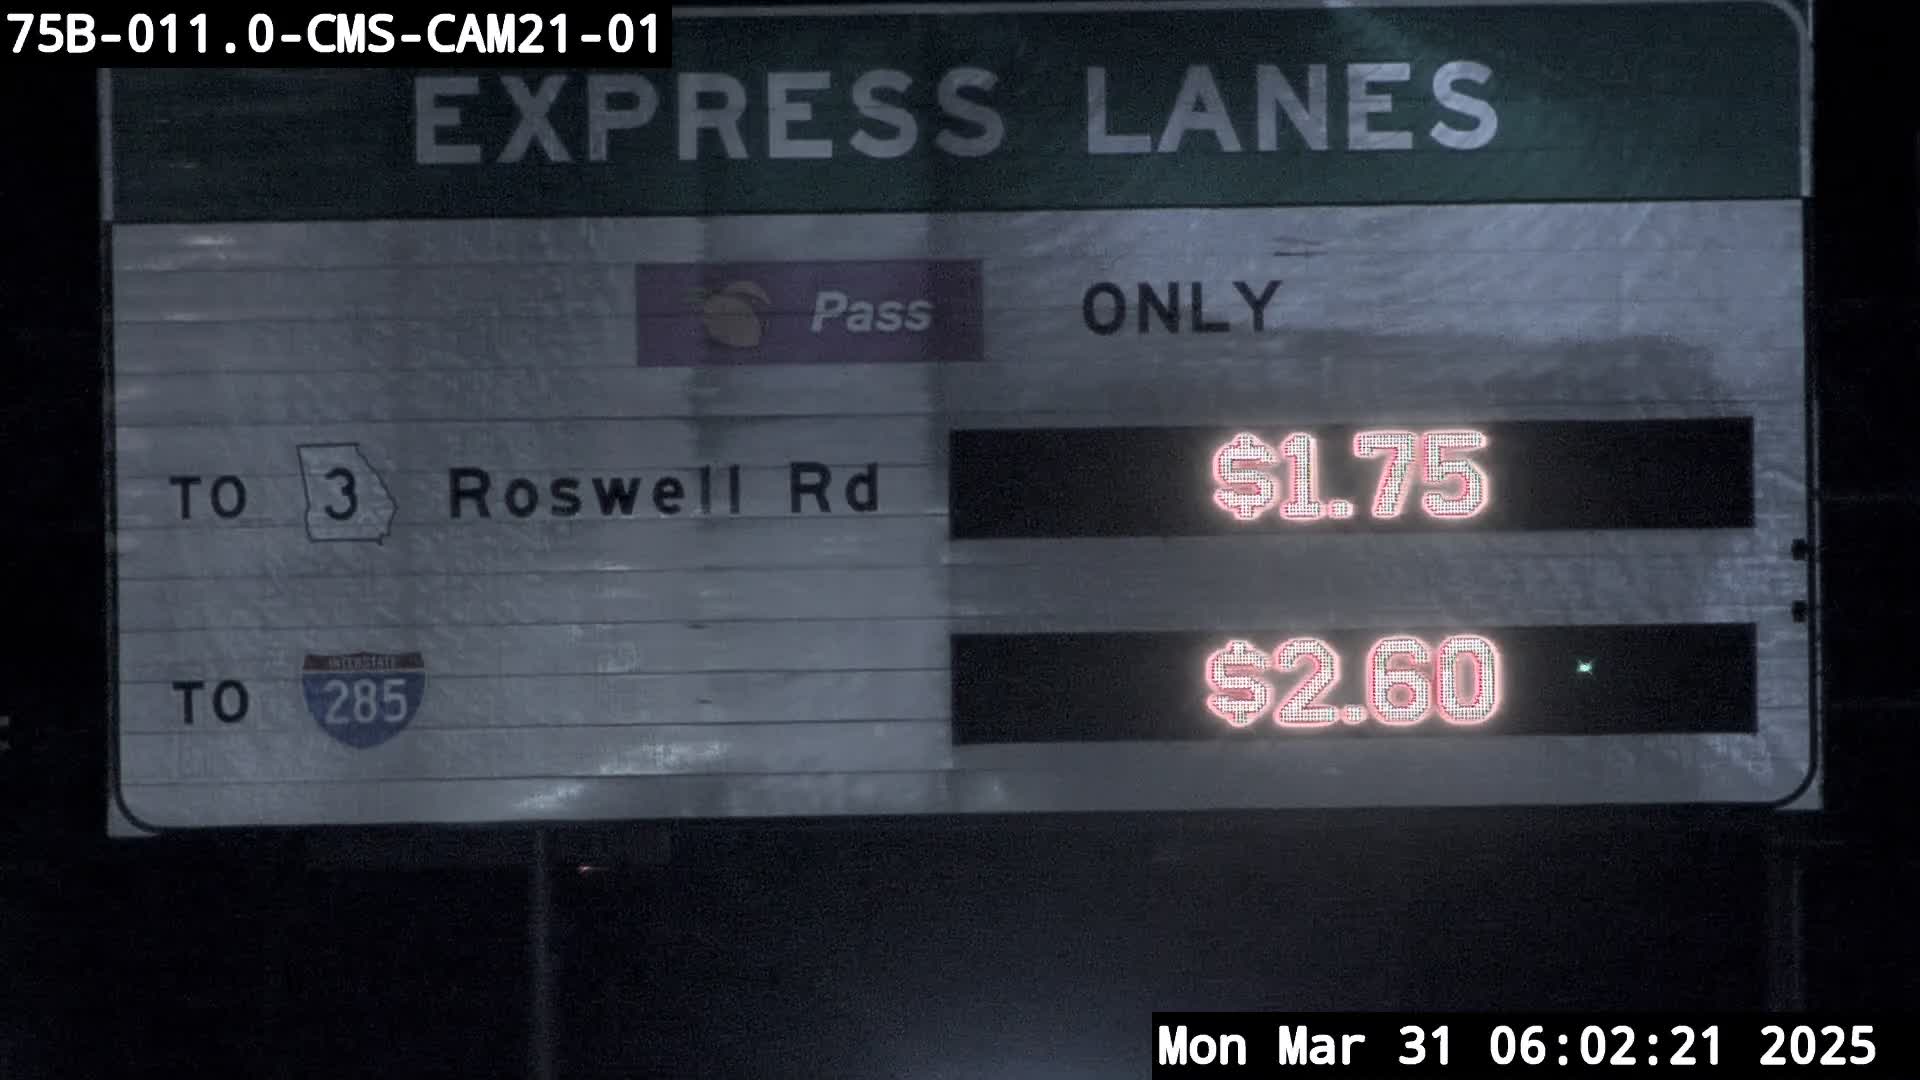 75B-011.0-CMS-CAM21-01
EXPRESS LANES
Pass ONLY
TO 3 Roswell Rd $1.75
INTERSTATE
TO 285 $2.60
Mon Mar 31 06:02:21 2025